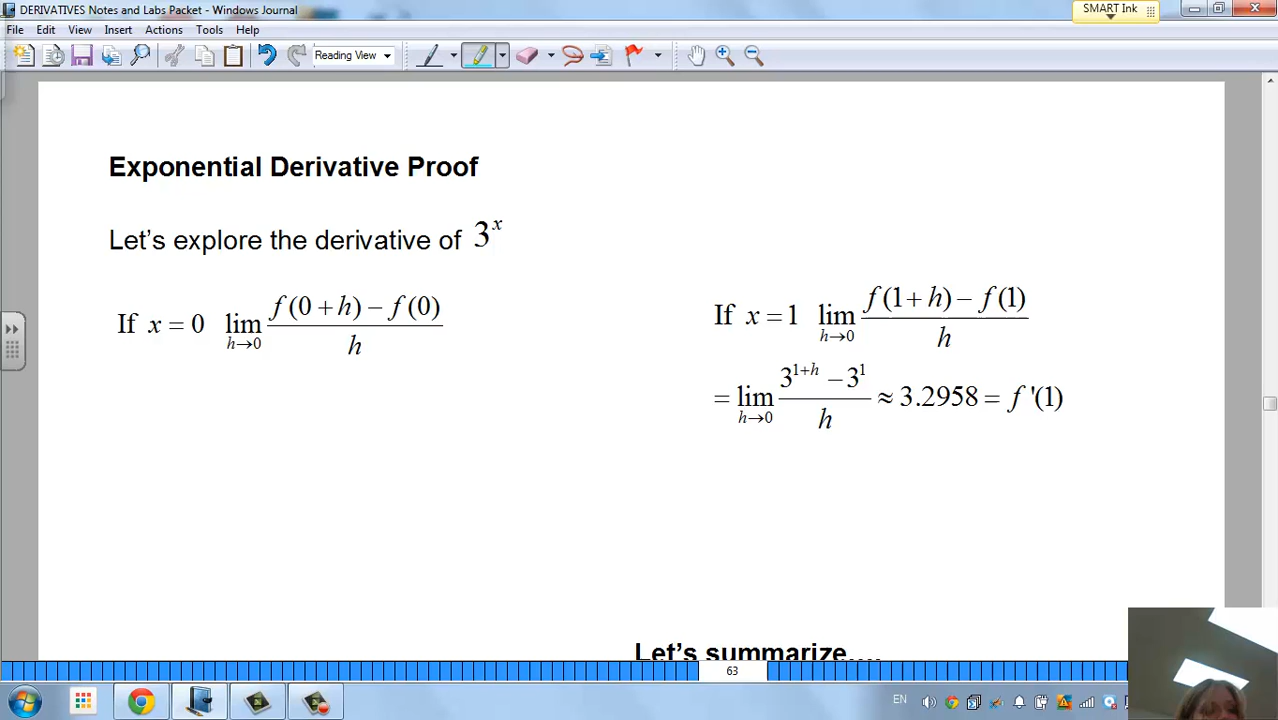 DERIVATIVES Notes and Labs Packet - Windows Journal
SMART Ink
File Edit View Insert Actions Tools Help
Reading View
Exponential Derivative Proof
Let's explore the derivative of 3^x
If x = 0 lim_{h→0} (f(0 + h) − f(0)) / h
If x = 1 lim_{h→0} (f(1 + h) − f(1)) / h
= lim_{h→0} (3^{1+h} − 3^1) / h ≈ 3.2958 = f '(1)
Let's summarize....
63
EN